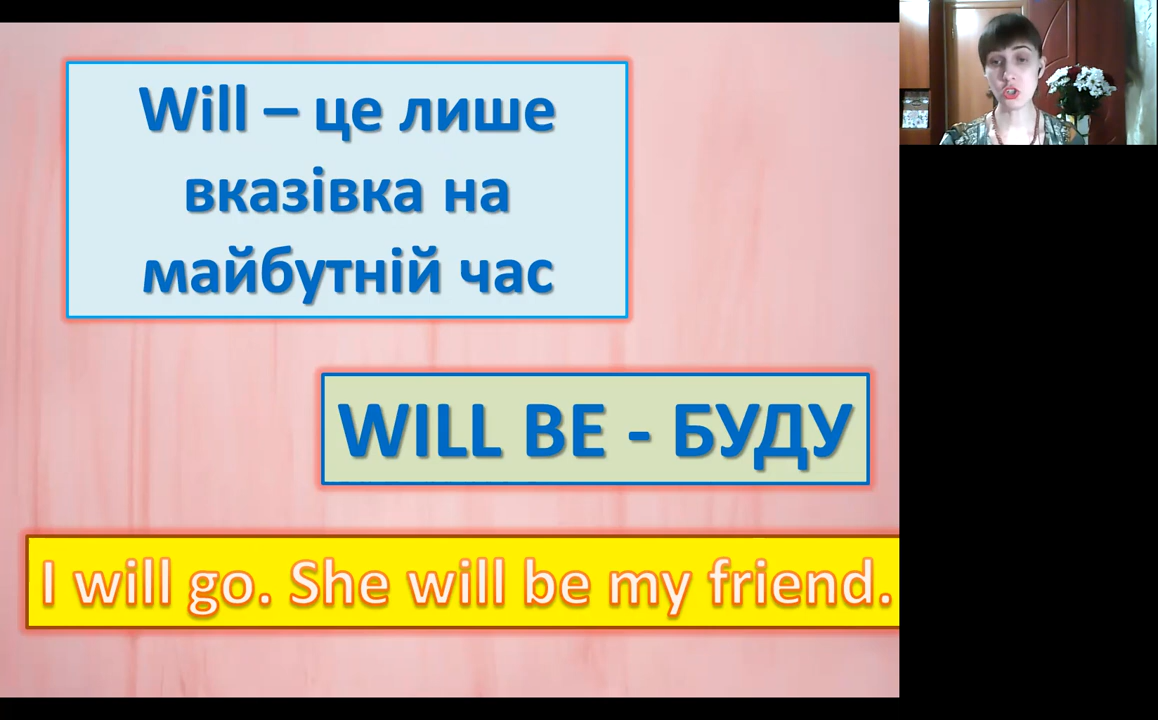 Will – це лише
вказівка на
майбутній час
WILL BE - БУДУ
I will go. She will be my friend.